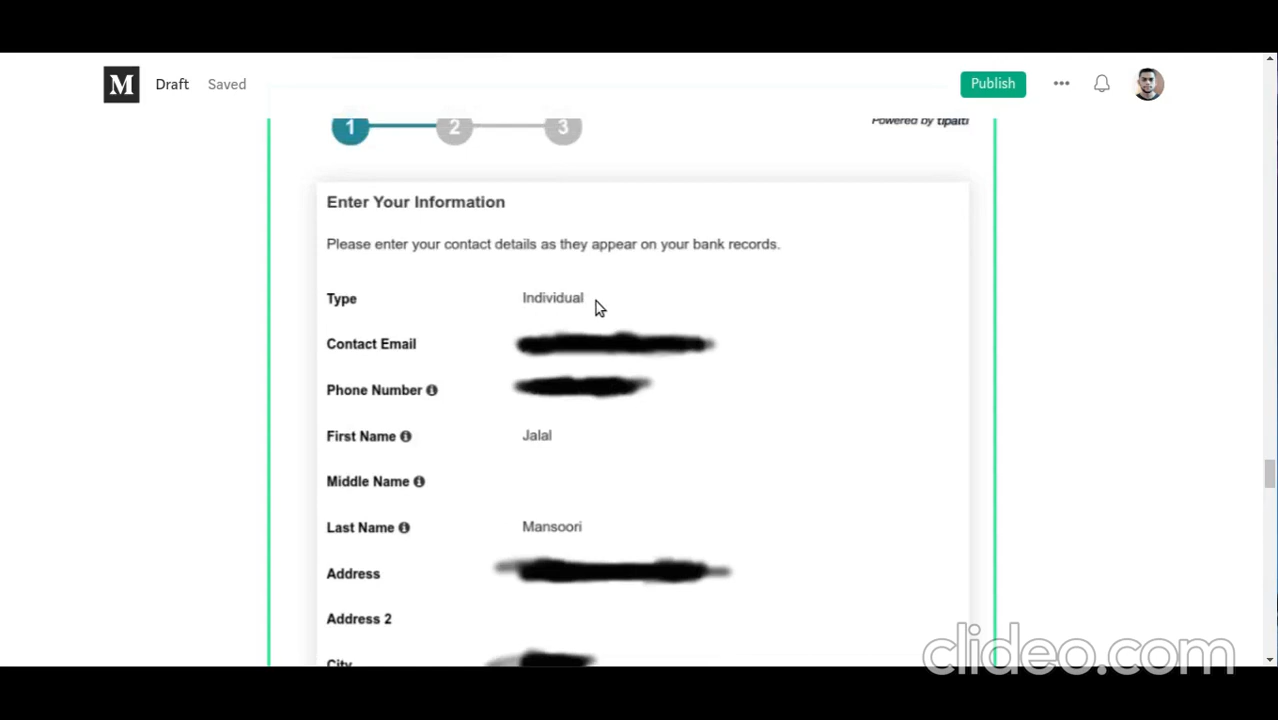 M Draft Saved Publish
1 2 3 Powered by tipalti
Enter Your Information
Please enter your contact details as they appear on your bank records.
Type Individual
Contact Email
Phone Number
First Name Jalal
Middle Name
Last Name Mansoori
Address
Address 2
City
clideo.com